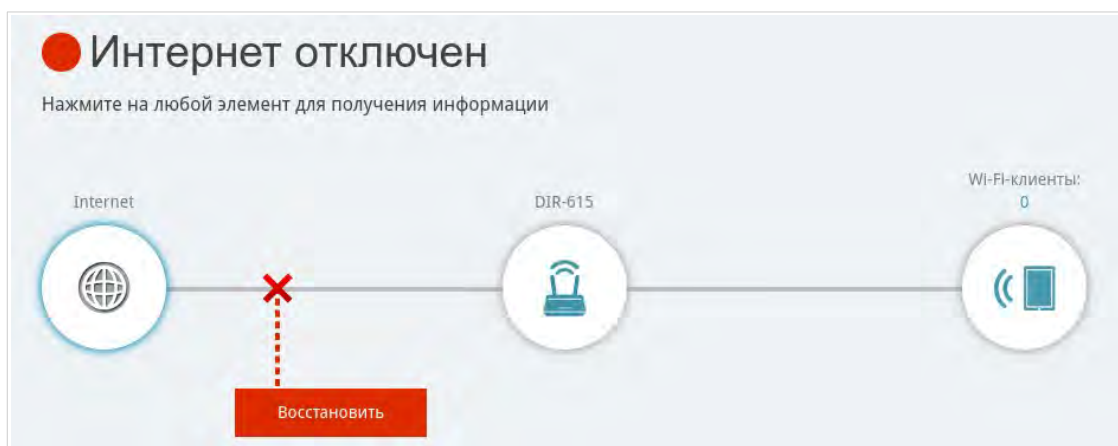 Интернет отключен
Нажмите на любой элемент для получения информации
Wi-Fi-клиенты:
Internet
DIR-615
0
Восстановить